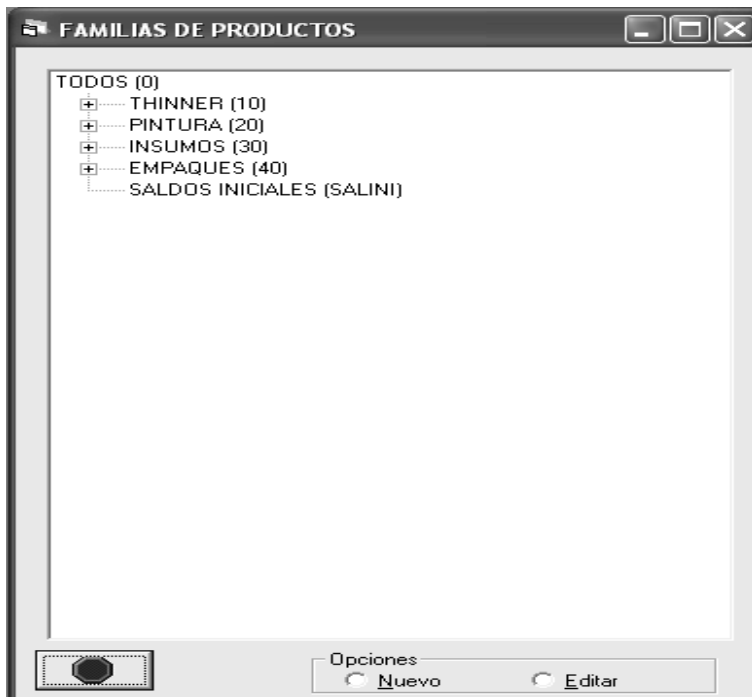 FAMILIAS DE PRODUCTOS
TODOS (0)
THINNER (10)
PINTURA (20)
INSUMOS (30)
EMPAQUES (40)
SALDOS INICIALES (SALINI)
Opciones
Nuevo Editar